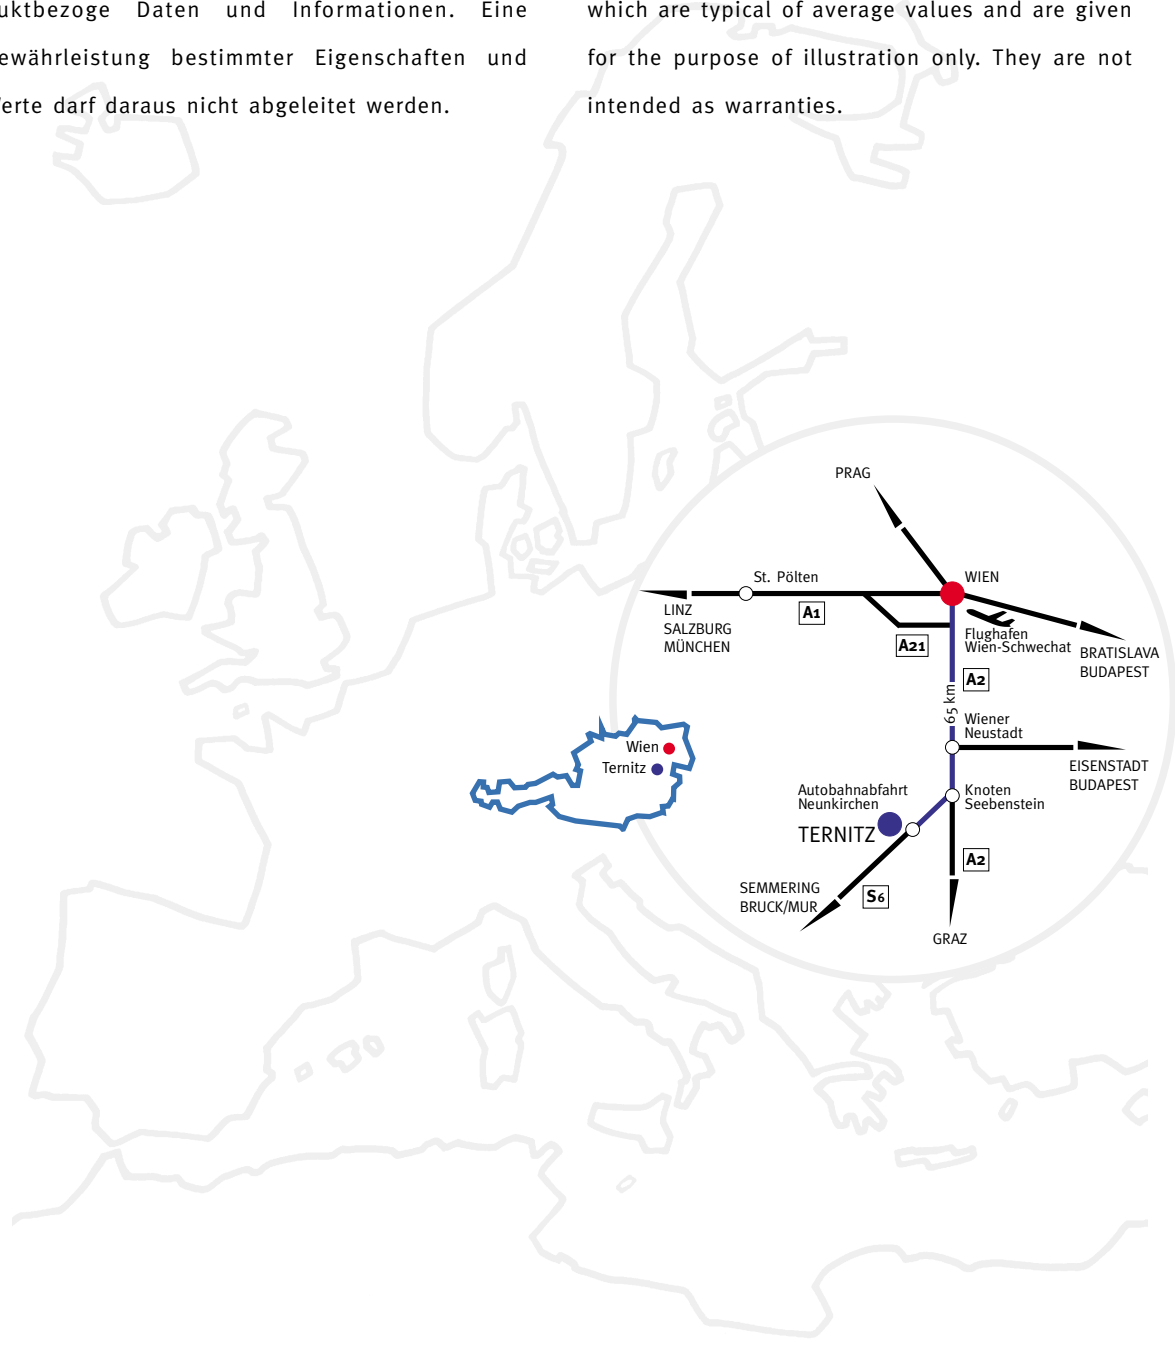 uktbezoge Daten und Informationen. Eine
ewährleistung bestimmter Eigenschaften und
erte darf daraus nicht abgeleitet werden.
which are typical of average values and are given
for the purpose of illustration only. They are not
intended as warranties.
PRAG
St. Pölten
WIEN
LINZ
SALZBURG
MÜNCHEN
A1
A21
Flughafen
Wien-Schwechat
BRATISLAVA
BUDAPEST
A2
65 km
Wiener
Neustadt
EISENSTADT
BUDAPEST
Wien
Ternitz
Autobahnabfahrt
Neunkirchen
TERNITZ
Knoten
Seebenstein
A2
SEMMERING
BRUCK/MUR
S6
GRAZ